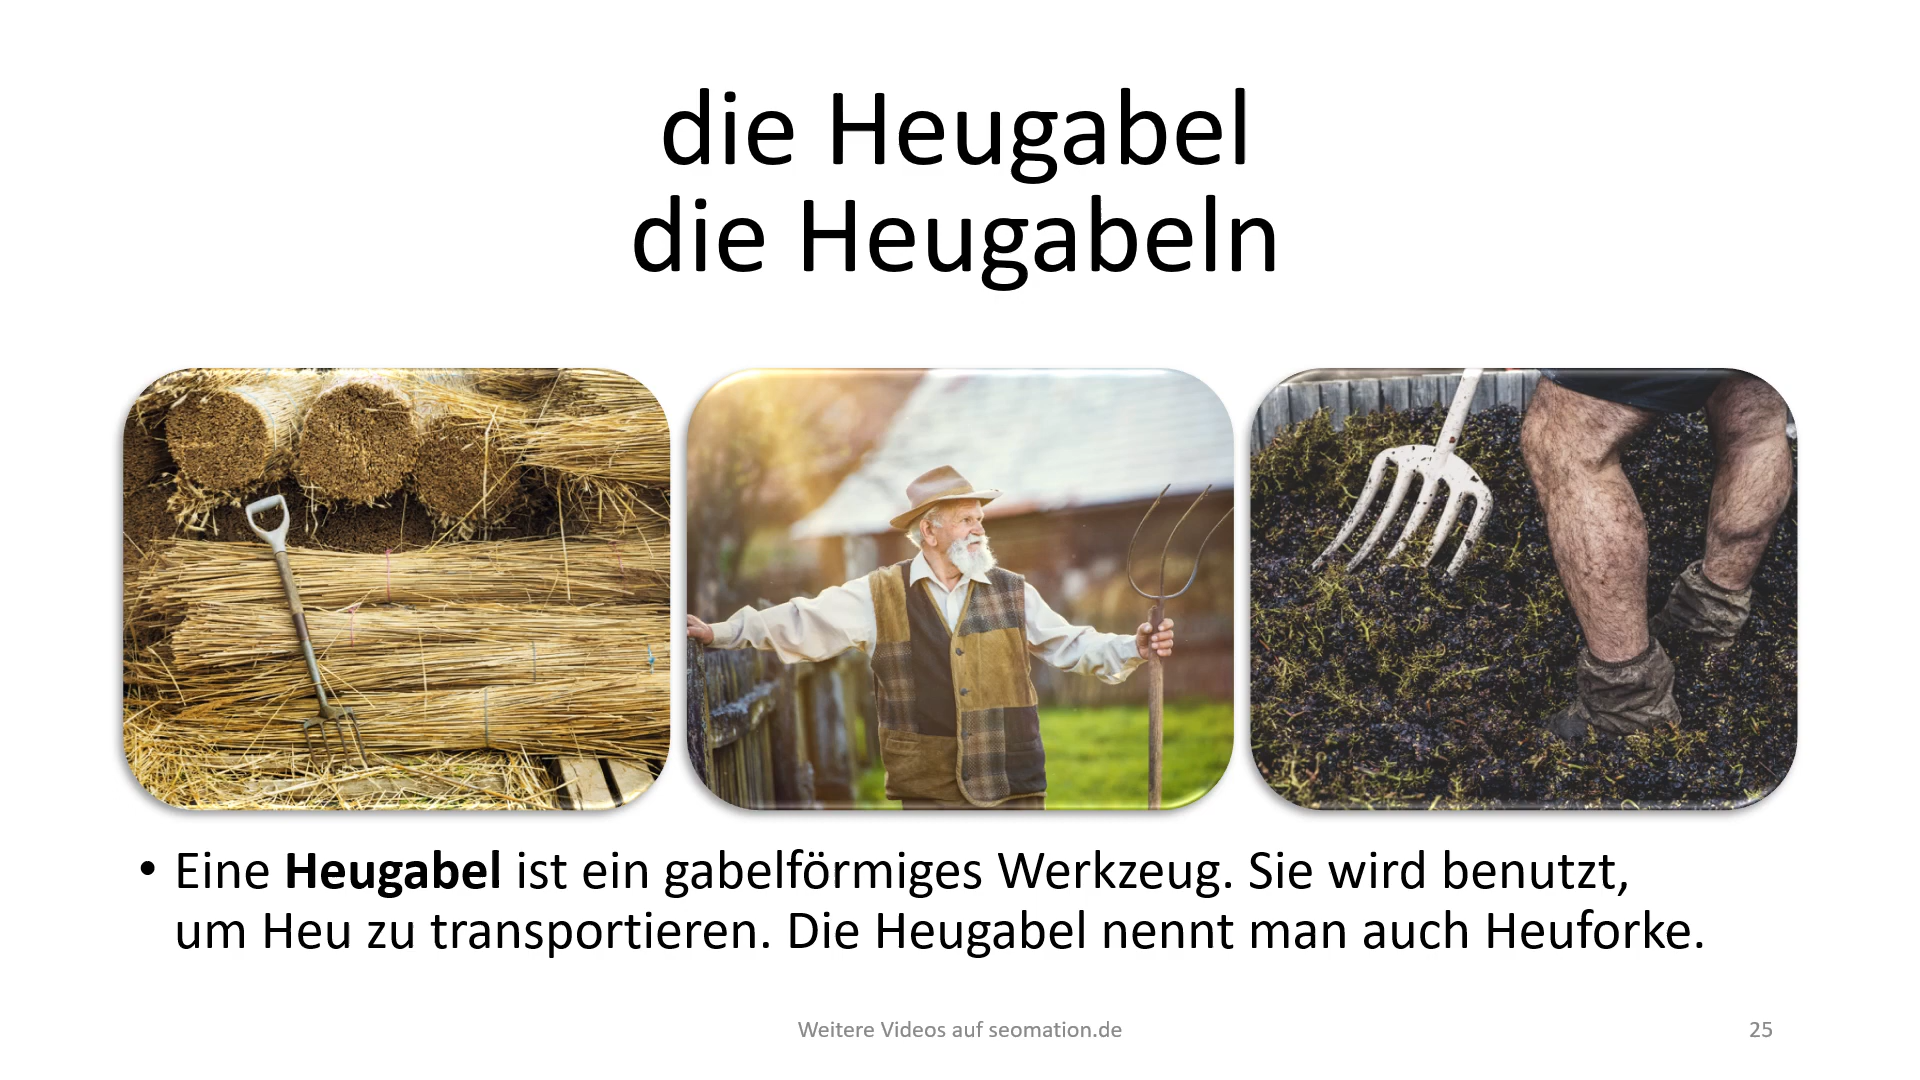 die Heugabel
die Heugabeln
• Eine Heugabel ist ein gabelförmiges Werkzeug. Sie wird benutzt,
um Heu zu transportieren. Die Heugabel nennt man auch Heuforke.
Weitere Videos auf seomation.de
25